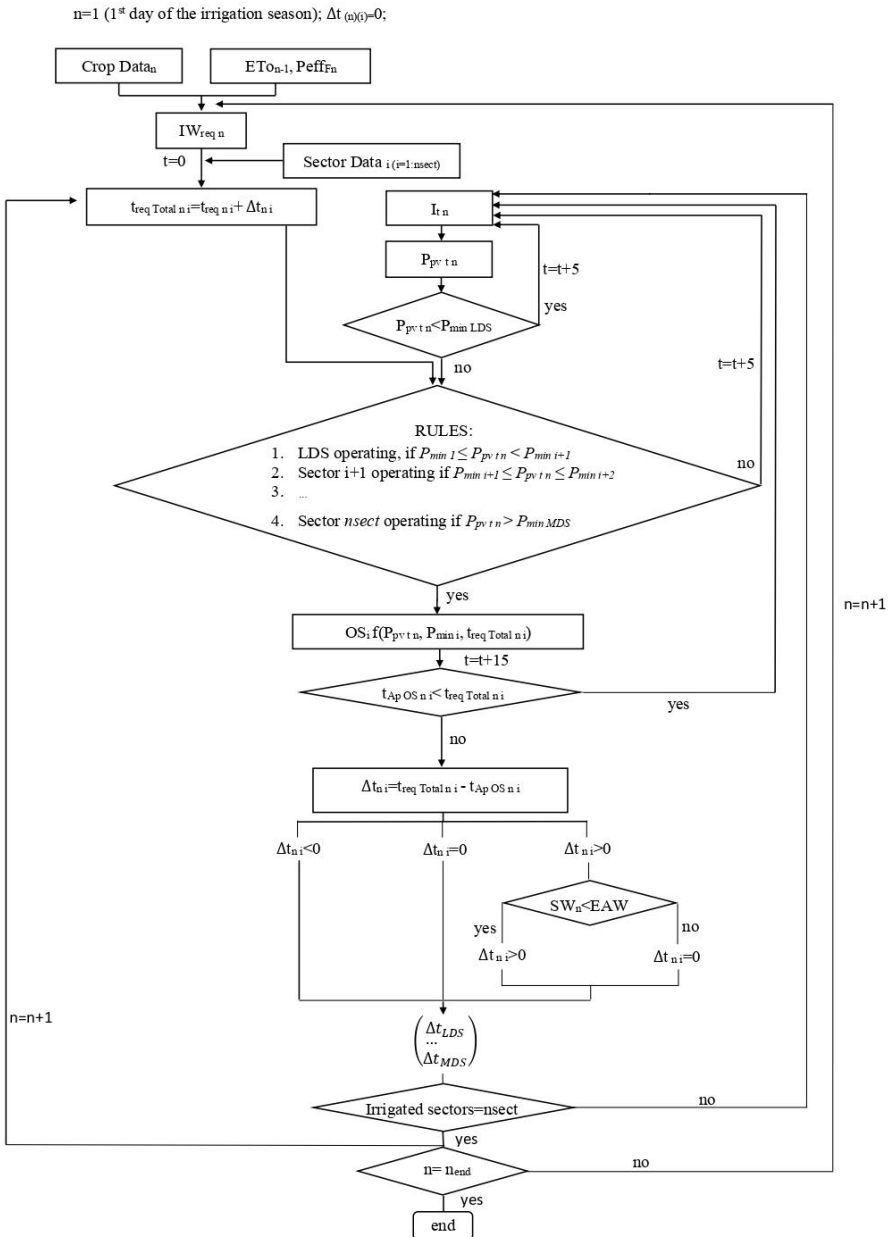 n=1 (1st day of the irrigation season); Δt (n)(i)=0;
Crop Datan
ETon-1, PeffFn
IWreq n
t=0
Sector Data i (i=1:nsect)
treq Total n i=treq n i+ Δtn i
It n
Ppv t n
t=t+5
yes
Ppv t n<Pmin LDS
no
t=t+5
RULES:
1. LDS operating, if Pmin 1 ≤ Ppv t n < Pmin i+1
2. Sector i+1 operating if Pmin i+1 ≤ Ppv t n ≤ Pmin i+2
3. ...
4. Sector nsect operating if Ppv t n > Pmin MDS
no
yes
n=n+1
OSi f(Ppv t n, Pmin i, treq Total n i)
t=t+15
tAp OS n i< treq Total n i
yes
no
Δtn i=treq Total n i - tAp OS n i
Δtn i<0
Δtn i=0
Δtn i>0
SWn<EAW
yes
no
Δt n i>0
Δt n i=0
n=n+1
ΔtLDS
...
ΔtMDS
Irrigated sectors=nsect
no
yes
n= nend
no
yes
end